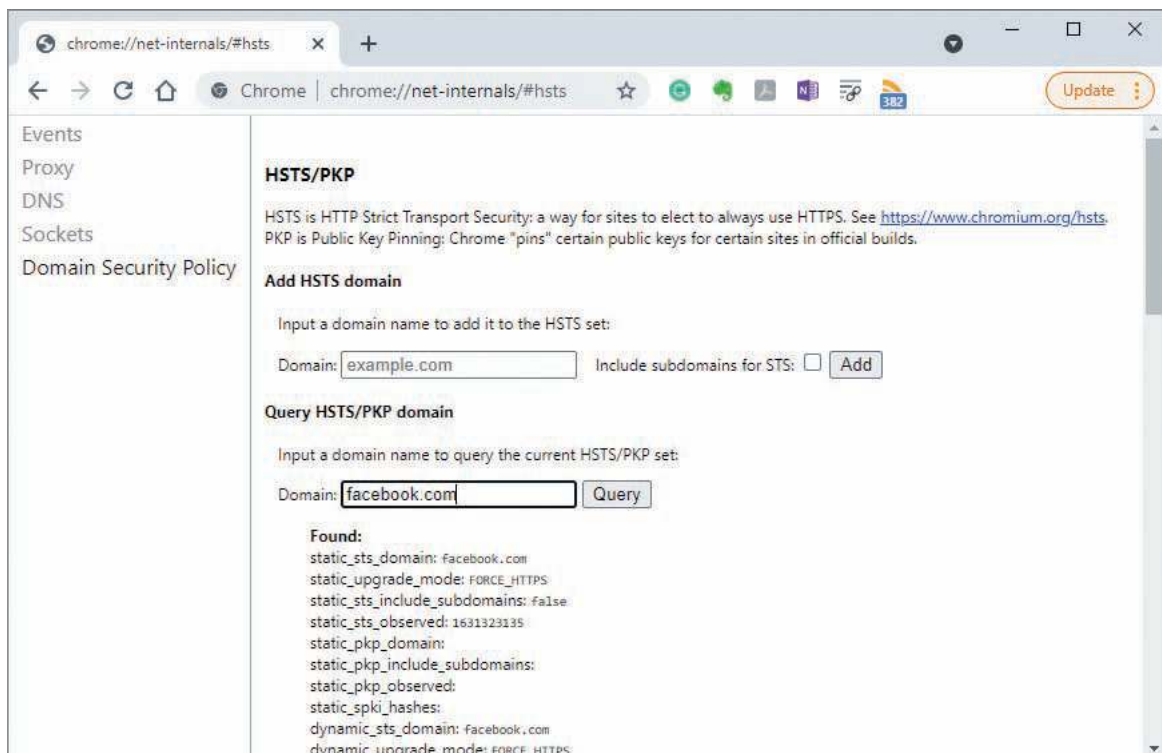 chrome://net-internals/#hsts
Chrome | chrome://net-internals/#hsts
382
Update
Events
Proxy
DNS
Sockets
Domain Security Policy
HSTS/PKP
HSTS is HTTP Strict Transport Security: a way for sites to elect to always use HTTPS. See https://www.chromium.org/hsts.
PKP is Public Key Pinning: Chrome "pins" certain public keys for certain sites in official builds.
Add HSTS domain
Input a domain name to add it to the HSTS set:
Domain: example.com Include subdomains for STS: Add
Query HSTS/PKP domain
Input a domain name to query the current HSTS/PKP set:
Domain: facebook.com Query
Found:
static_sts_domain: facebook.com
static_upgrade_mode: FORCE_HTTPS
static_sts_include_subdomains: false
static_sts_observed: 1631323135
static_pkp_domain:
static_pkp_include_subdomains:
static_pkp_observed:
static_spki_hashes:
dynamic_sts_domain: facebook.com
dynamic_upgrade_mode: FORCE_HTTPS